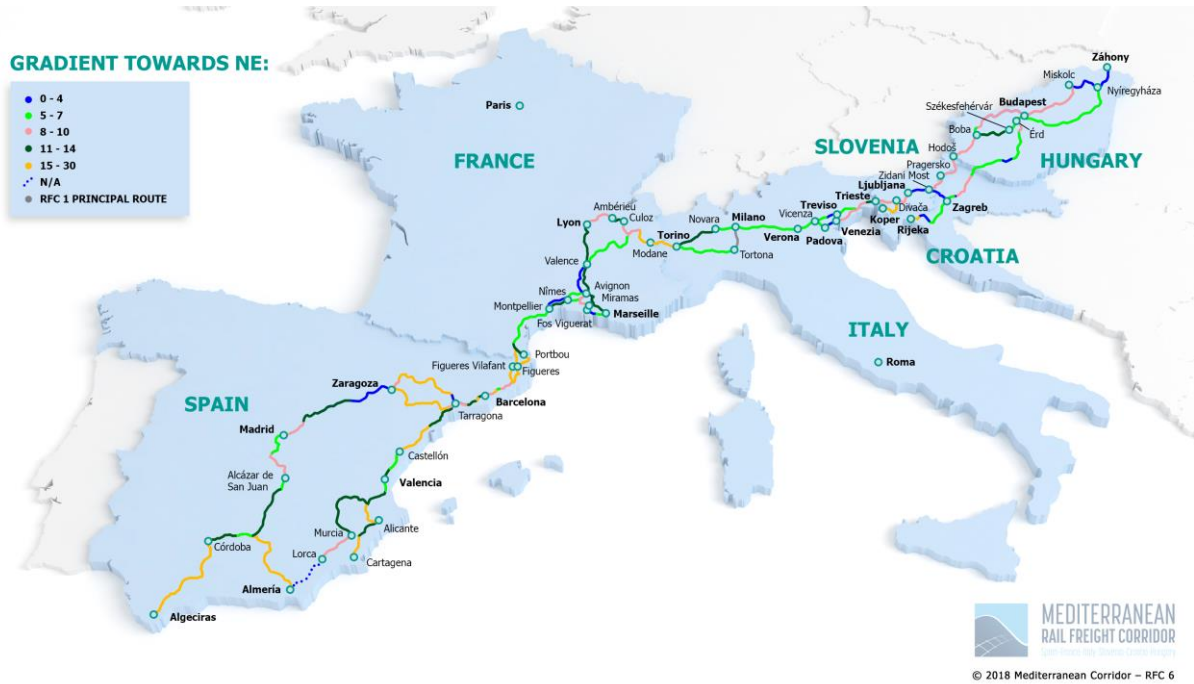 GRADIENT TOWARDS NE:
0 - 4
5 - 7
8 - 10
11 - 14
15 - 30
N/A
RFC 1 PRINCIPAL ROUTE
Paris
FRANCE
Lyon
Ambérieu
Culoz
Valence
Modane
Torino
Novara
Milano
Tortona
Verona
Vicenza
Treviso
Padova
Venezia
Trieste
Koper
Divača
Ljubljana
Rijeka
Zagreb
Zidani Most
Pragersko
Hodoš
SLOVENIA
CROATIA
HUNGARY
Boba
Székesfehérvár
Budapest
Érd
Miskolc
Nyíregyháza
Záhony
ITALY
Roma
Nîmes
Avignon
Miramas
Montpellier
Fos Viguerat
Marseille
Portbou
Figueres Vilafant
Figueres
Barcelona
Tarragona
Zaragoza
SPAIN
Madrid
Alcázar de
San Juan
Castellón
Valencia
Alicante
Murcia
Cartagena
Lorca
Córdoba
Almería
Algeciras
MEDITERRANEAN
RAIL FREIGHT CORRIDOR
© 2018 Mediterranean Corridor – RFC 6